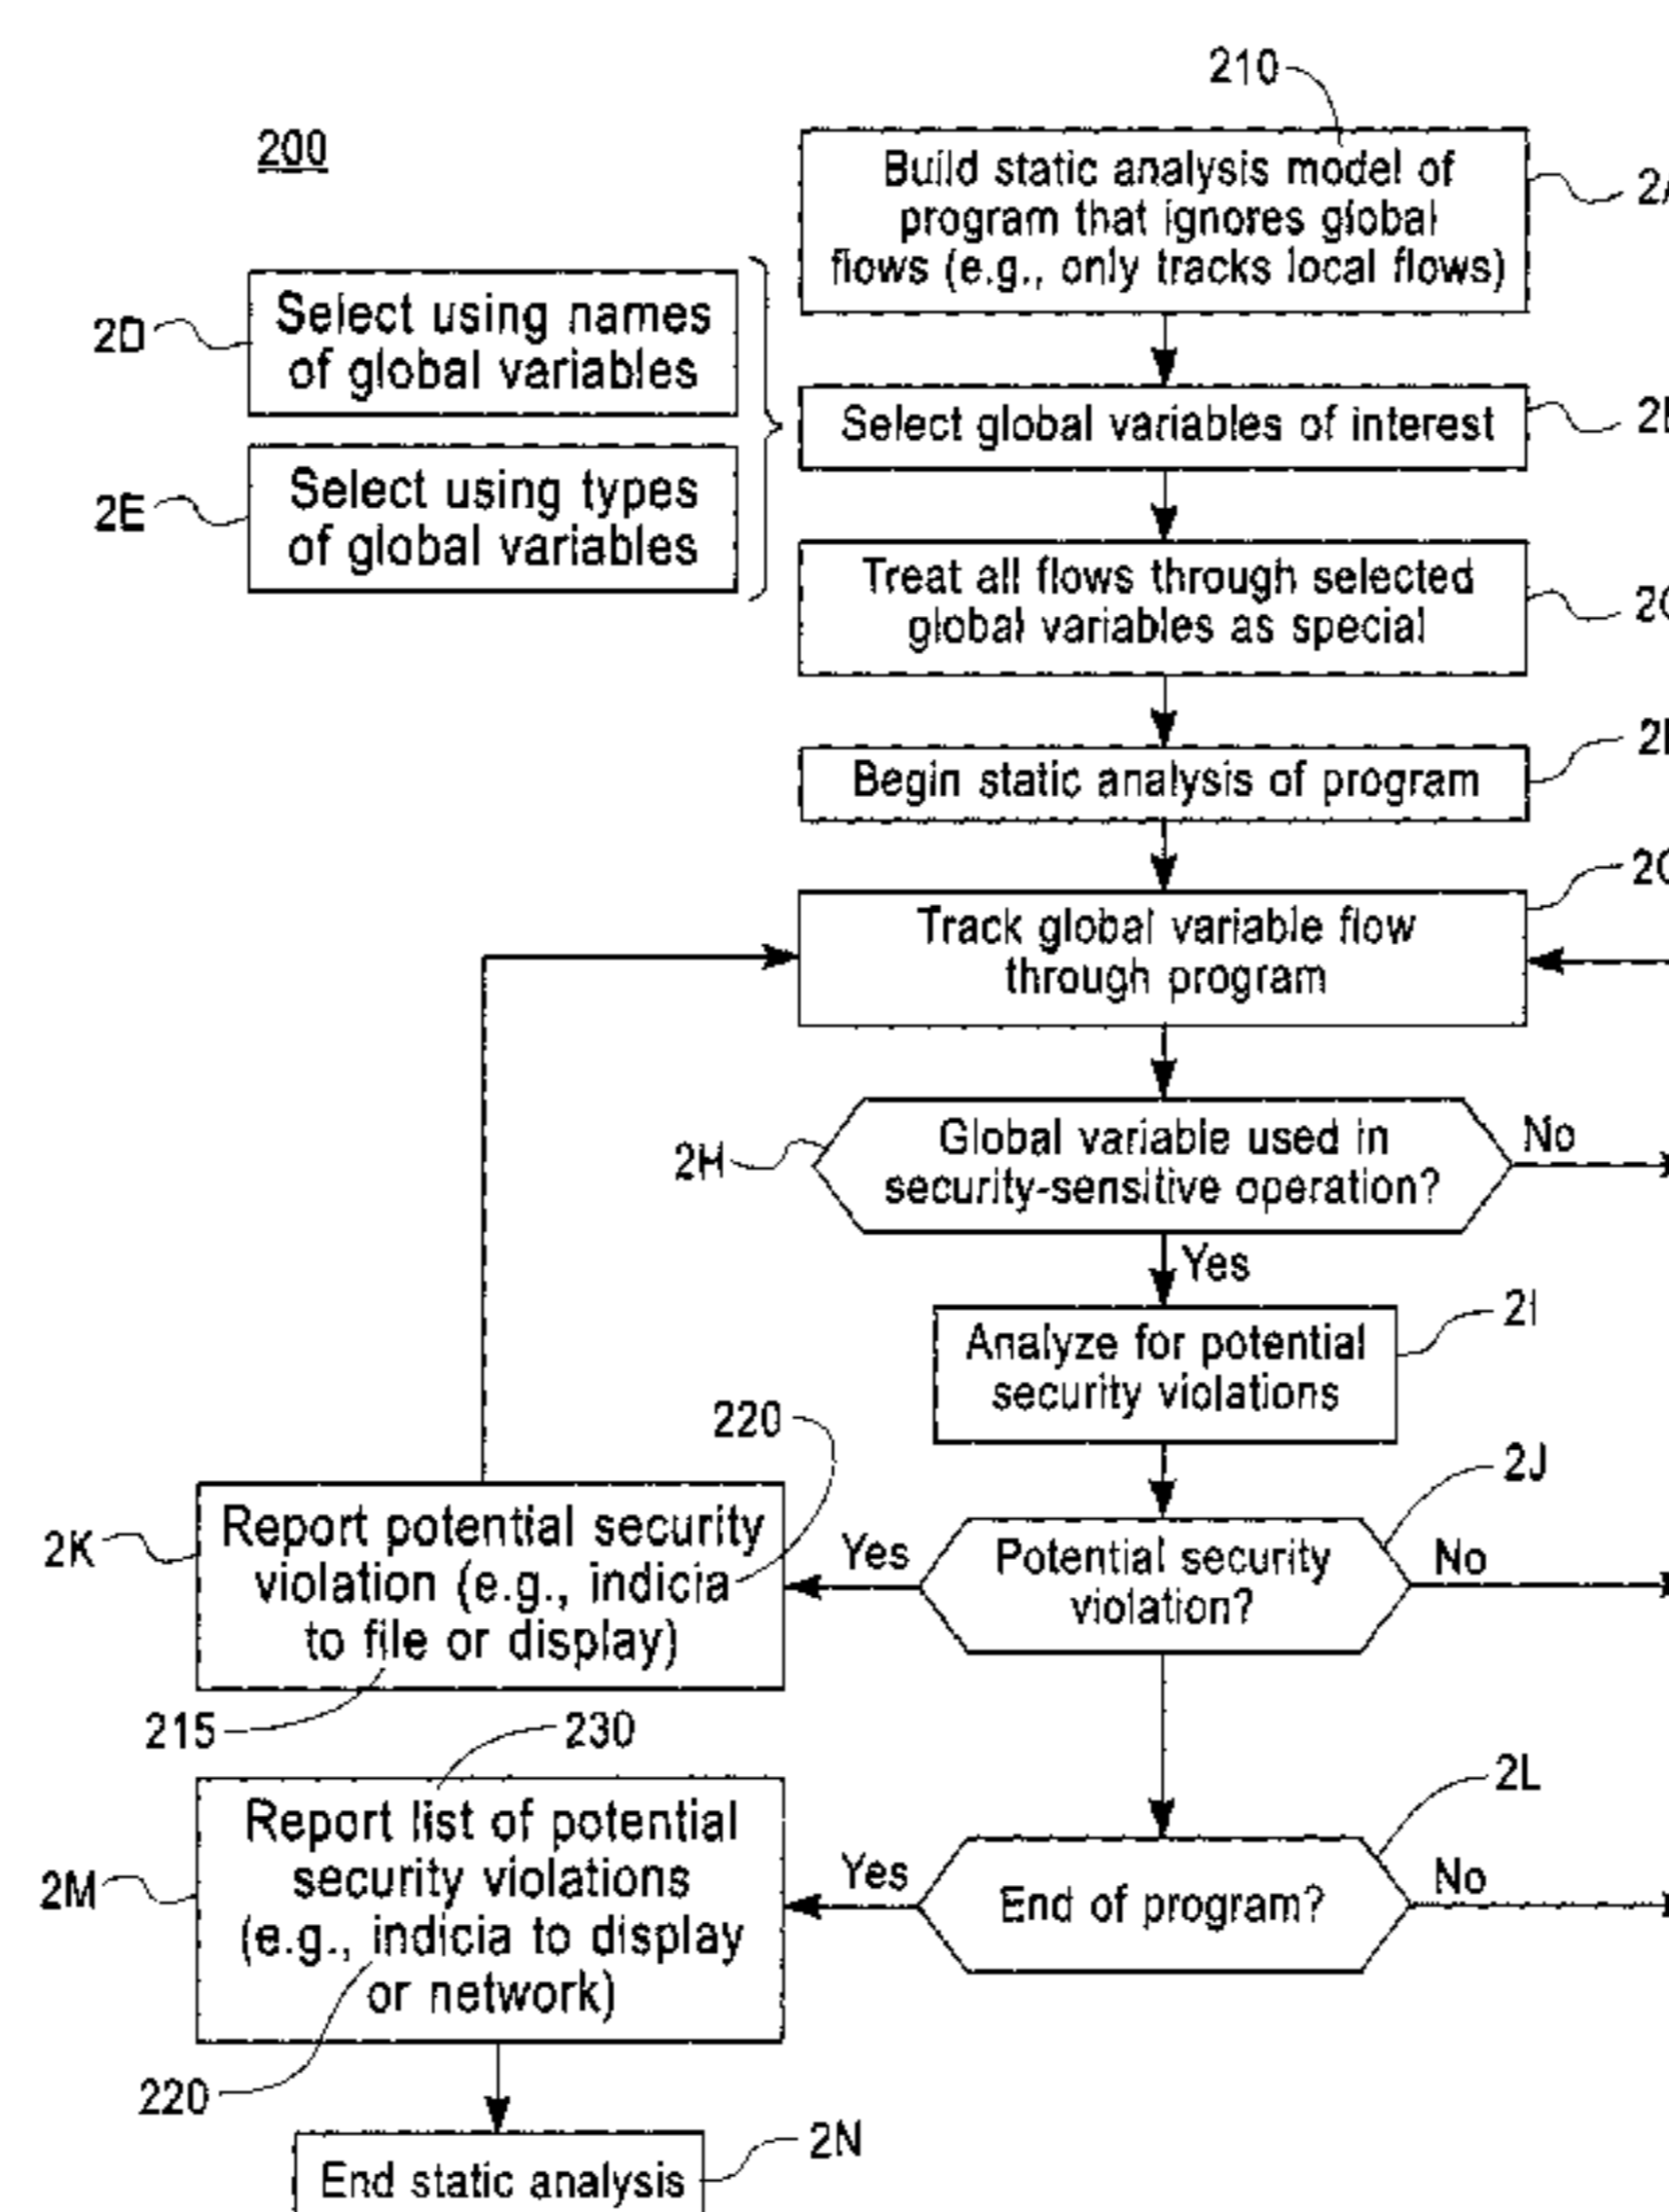 210
200
Build static analysis model of
program that ignores global
flows (e.g., only tracks local flows)
2D
Select using names
of global variables
Select global variables of interest
2E
Select using types
of global variables
Treat all flows through selected
global variables as special
Begin static analysis of program
Track global variable flow
through program
2H
Global variable used in
security-sensitive operation?
No
Yes
2I
Analyze for potential
security violations
220
2J
2K
Report potential security
violation (e.g., indicia
to file or display)
Yes
Potential security
violation?
No
215
230
2L
2M
Report list of potential
security violations
(e.g., indicia to display
or network)
Yes
End of program?
No
220
2N
End static analysis